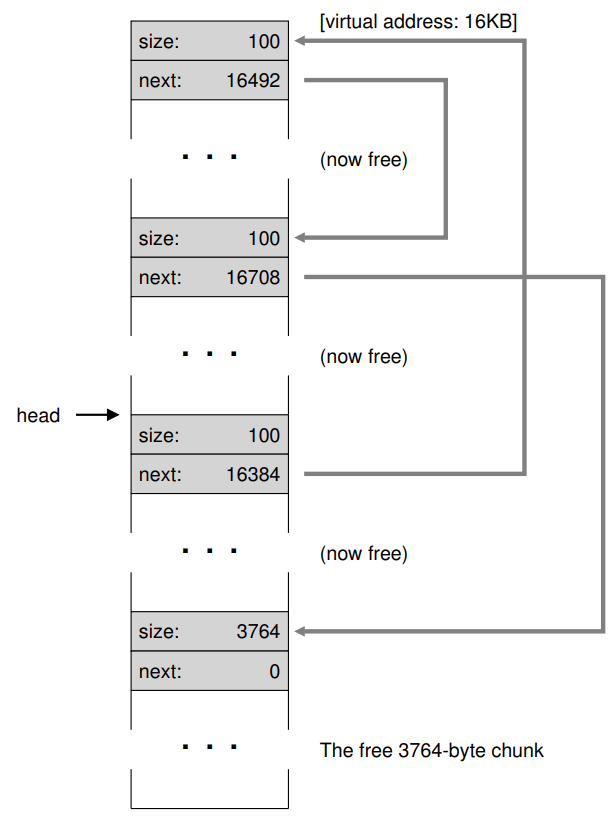 [virtual address: 16KB]
size: 100
next: 16492
. . .
(now free)
size: 100
next: 16708
. . .
(now free)
head
size: 100
next: 16384
. . .
(now free)
size: 3764
next: 0
. . .
The free 3764-byte chunk